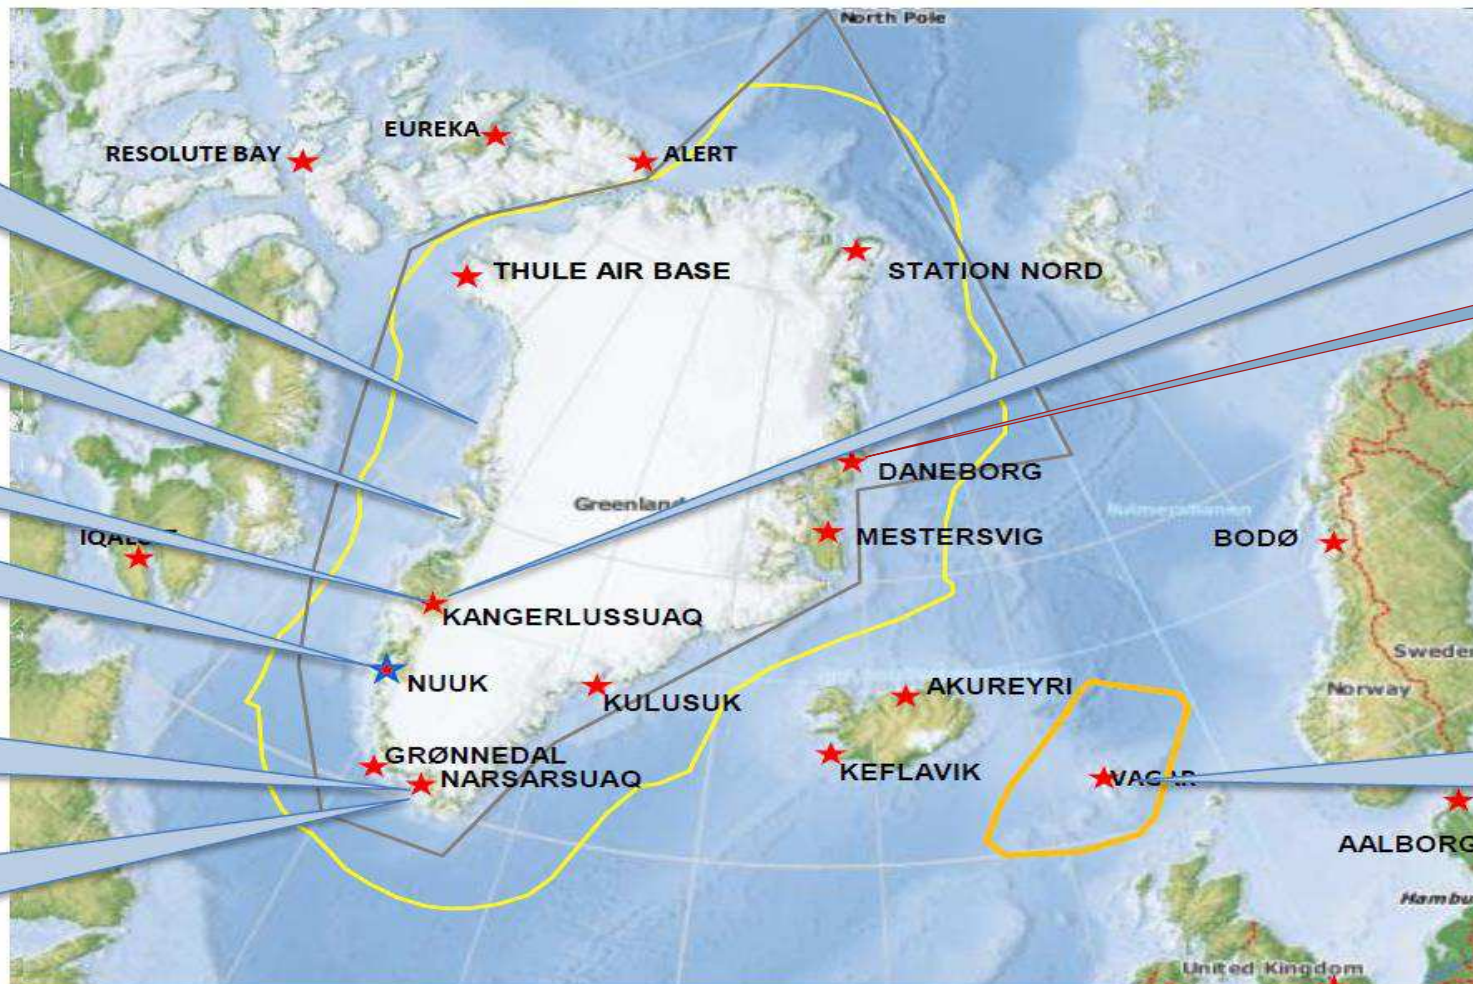 North Pole
EUREKA
RESOLUTE BAY
ALERT
THULE AIR BASE
STATION NORD
DANEBORG
Greenland
MESTERSVIG
BODØ
KANGERLUSSUAQ
Sweden
NUUK
KULUSUK
AKUREYRI
Norway
GRØNNEDAL
NARSARSUAQ
KEFLAVIK
AALBORG
Hambu
United Kingdom